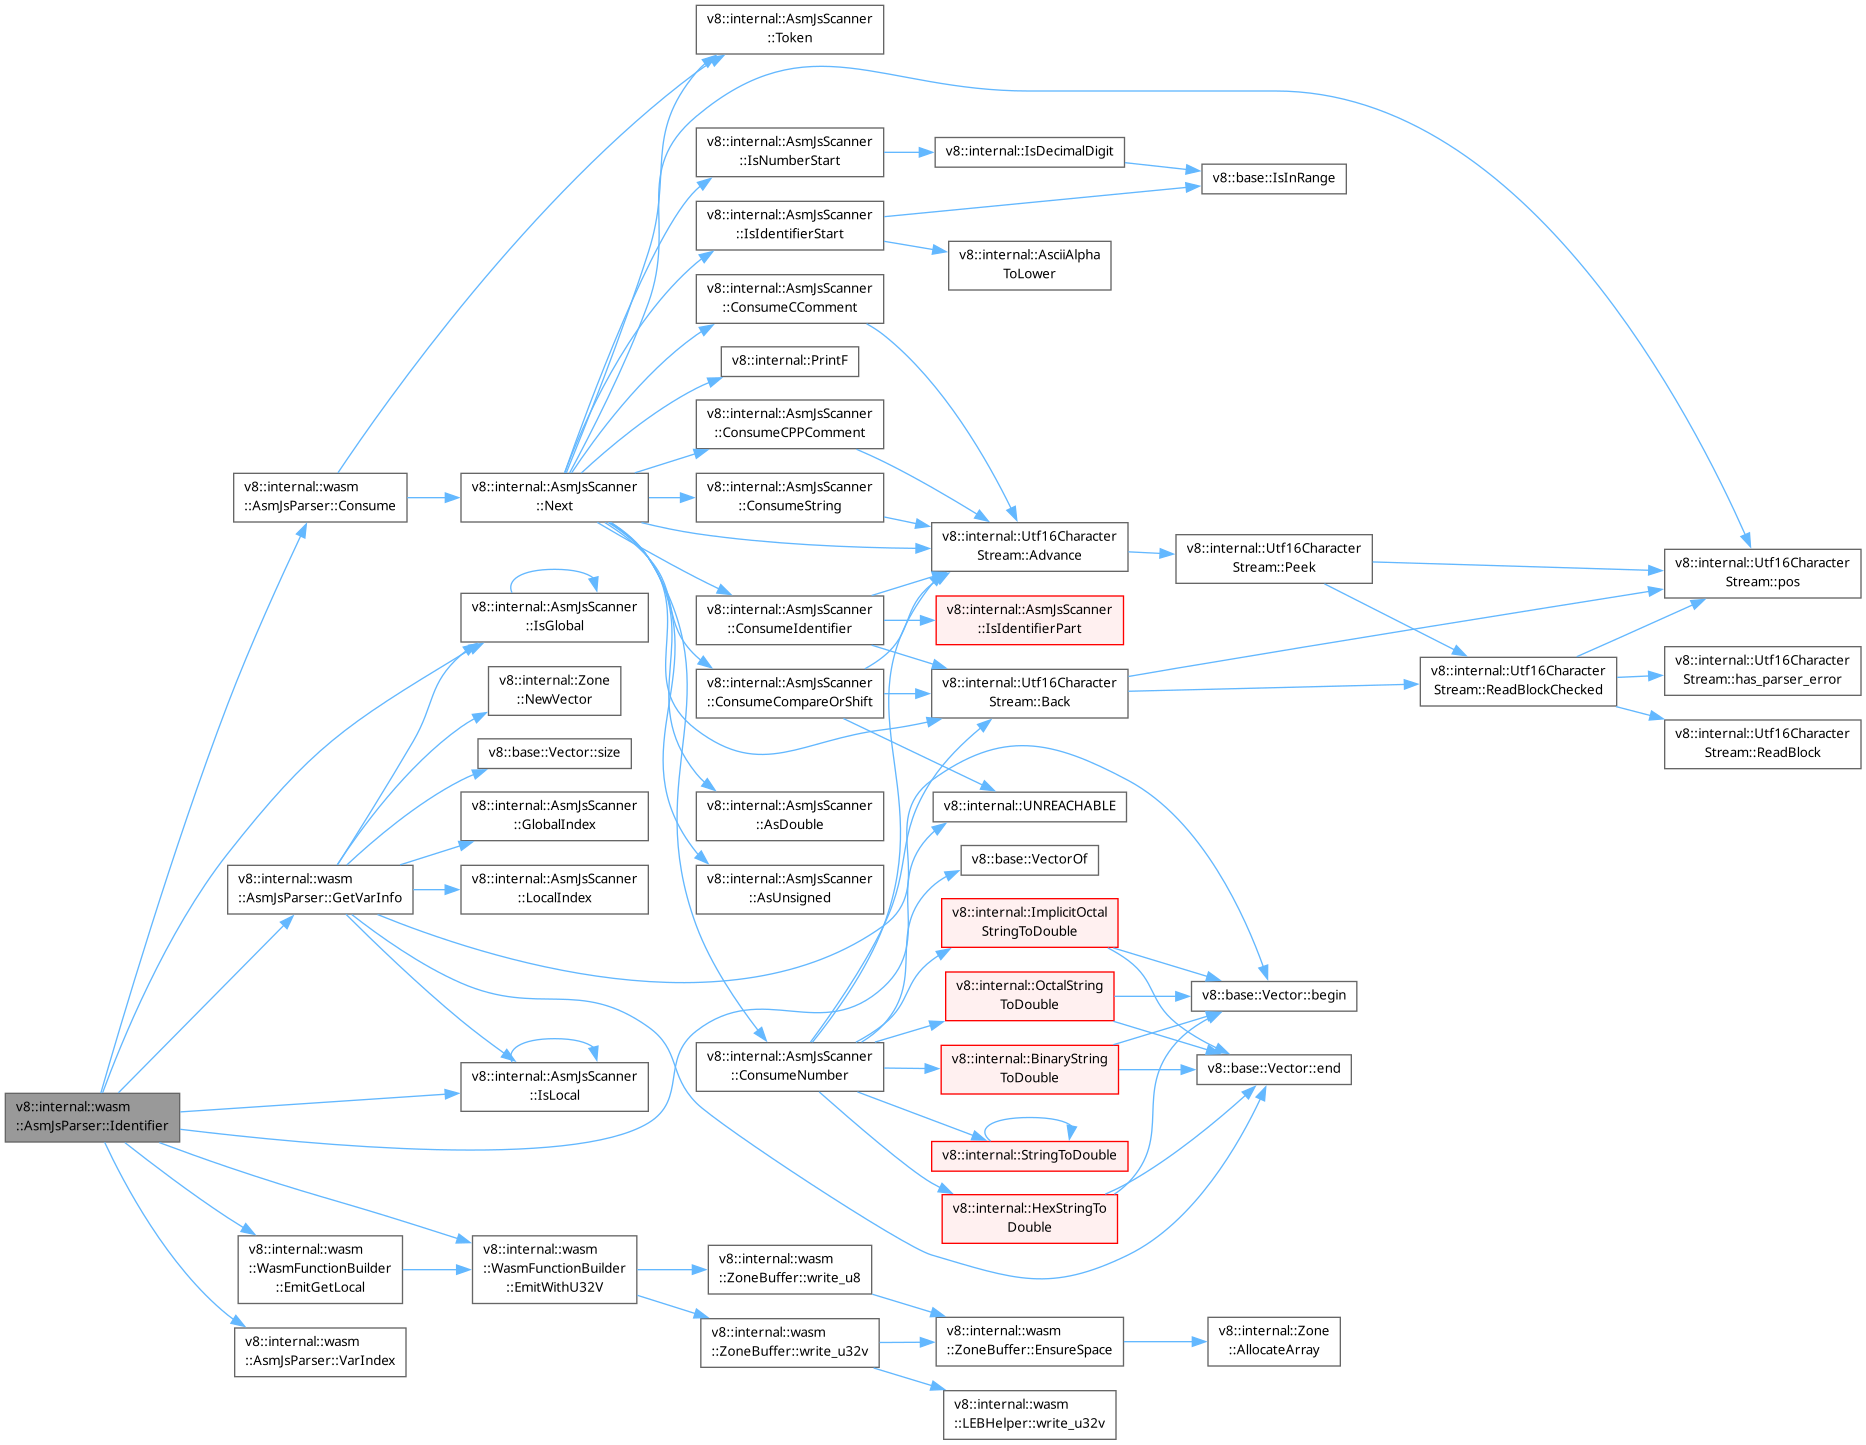 v8::internal::wasm
::AsmJsParser::Identifier
v8::internal::wasm
::AsmJsParser::Consume
v8::internal::wasm
::AsmJsParser::GetVarInfo
v8::internal::wasm
::WasmFunctionBuilder
::EmitGetLocal
v8::internal::wasm
::AsmJsParser::VarIndex
v8::internal::AsmJsScanner
::Next
v8::internal::AsmJsScanner
::IsGlobal
v8::internal::Zone
::NewVector
v8::base::Vector::size
v8::internal::AsmJsScanner
::GlobalIndex
v8::internal::AsmJsScanner
::LocalIndex
v8::internal::AsmJsScanner
::IsLocal
v8::internal::wasm
::WasmFunctionBuilder
::EmitWithU32V
v8::internal::AsmJsScanner
::Token
v8::internal::AsmJsScanner
::IsNumberStart
v8::internal::AsmJsScanner
::IsIdentifierStart
v8::internal::AsmJsScanner
::ConsumeCComment
v8::internal::PrintF
v8::internal::AsmJsScanner
::ConsumeCPPComment
v8::internal::AsmJsScanner
::ConsumeString
v8::internal::AsmJsScanner
::ConsumeIdentifier
v8::internal::AsmJsScanner
::ConsumeCompareOrShift
v8::internal::AsmJsScanner
::AsDouble
v8::internal::AsmJsScanner
::AsUnsigned
v8::internal::AsmJsScanner
::ConsumeNumber
v8::internal::wasm
::ZoneBuffer::write_u8
v8::internal::wasm
::ZoneBuffer::write_u32v
v8::internal::IsDecimalDigit
v8::internal::AsciiAlpha
ToLower
v8::internal::Utf16Character
Stream::Advance
v8::internal::AsmJsScanner
::IsIdentifierPart
v8::internal::Utf16Character
Stream::Back
v8::internal::UNREACHABLE
v8::base::VectorOf
v8::internal::ImplicitOctal
StringToDouble
v8::internal::OctalString
ToDouble
v8::internal::BinaryString
ToDouble
v8::internal::StringToDouble
v8::internal::HexStringTo
Double
v8::internal::wasm
::ZoneBuffer::EnsureSpace
v8::internal::wasm
::LEBHelper::write_u32v
v8::base::IsInRange
v8::internal::Utf16Character
Stream::Peek
v8::base::Vector::begin
v8::base::Vector::end
v8::internal::Zone
::AllocateArray
v8::internal::Utf16Character
Stream::ReadBlockChecked
v8::internal::Utf16Character
Stream::pos
v8::internal::Utf16Character
Stream::has_parser_error
v8::internal::Utf16Character
Stream::ReadBlock